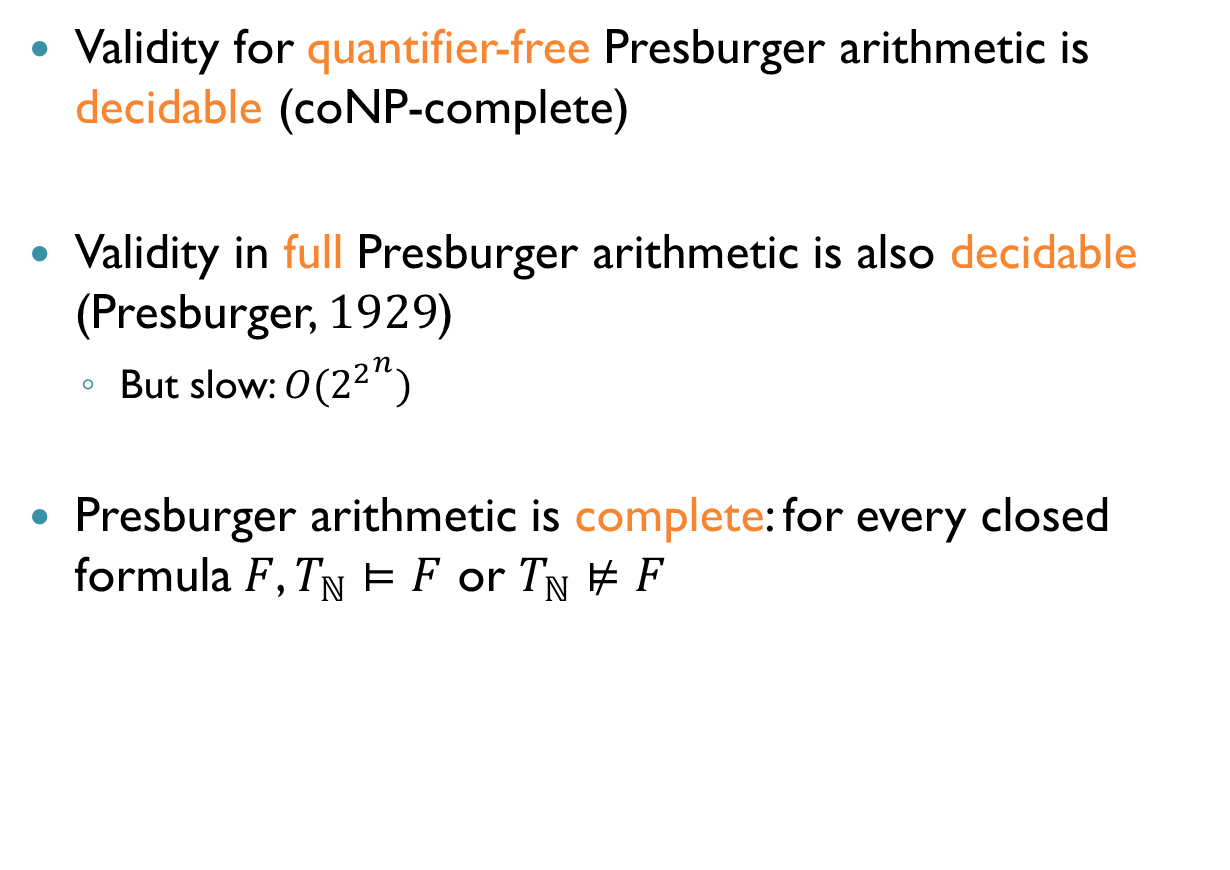 • Validity for quantifier-free Presburger arithmetic is
decidable (coNP-complete)
• Validity in full Presburger arithmetic is also decidable
(Presburger, 1929)
◦ But slow: 𝑂(2^{2^𝑛})
• Presburger arithmetic is complete: for every closed
formula 𝐹, 𝑇_ℕ ⊨ 𝐹 or 𝑇_ℕ ⊭ 𝐹